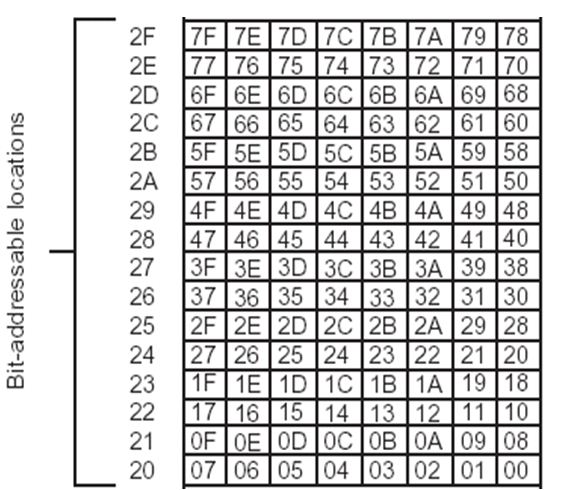 Bit-addressable locations
2F 7F 7E 7D 7C 7B 7A 79 78
2E 77 76 75 74 73 72 71 70
2D 6F 6E 6D 6C 6B 6A 69 68
2C 67 66 65 64 63 62 61 60
2B 5F 5E 5D 5C 5B 5A 59 58
2A 57 56 55 54 53 52 51 50
29 4F 4E 4D 4C 4B 4A 49 48
28 47 46 45 44 43 42 41 40
27 3F 3E 3D 3C 3B 3A 39 38
26 37 36 35 34 33 32 31 30
25 2F 2E 2D 2C 2B 2A 29 28
24 27 26 25 24 23 22 21 20
23 1F 1E 1D 1C 1B 1A 19 18
22 17 16 15 14 13 12 11 10
21 0F 0E 0D 0C 0B 0A 09 08
20 07 06 05 04 03 02 01 00